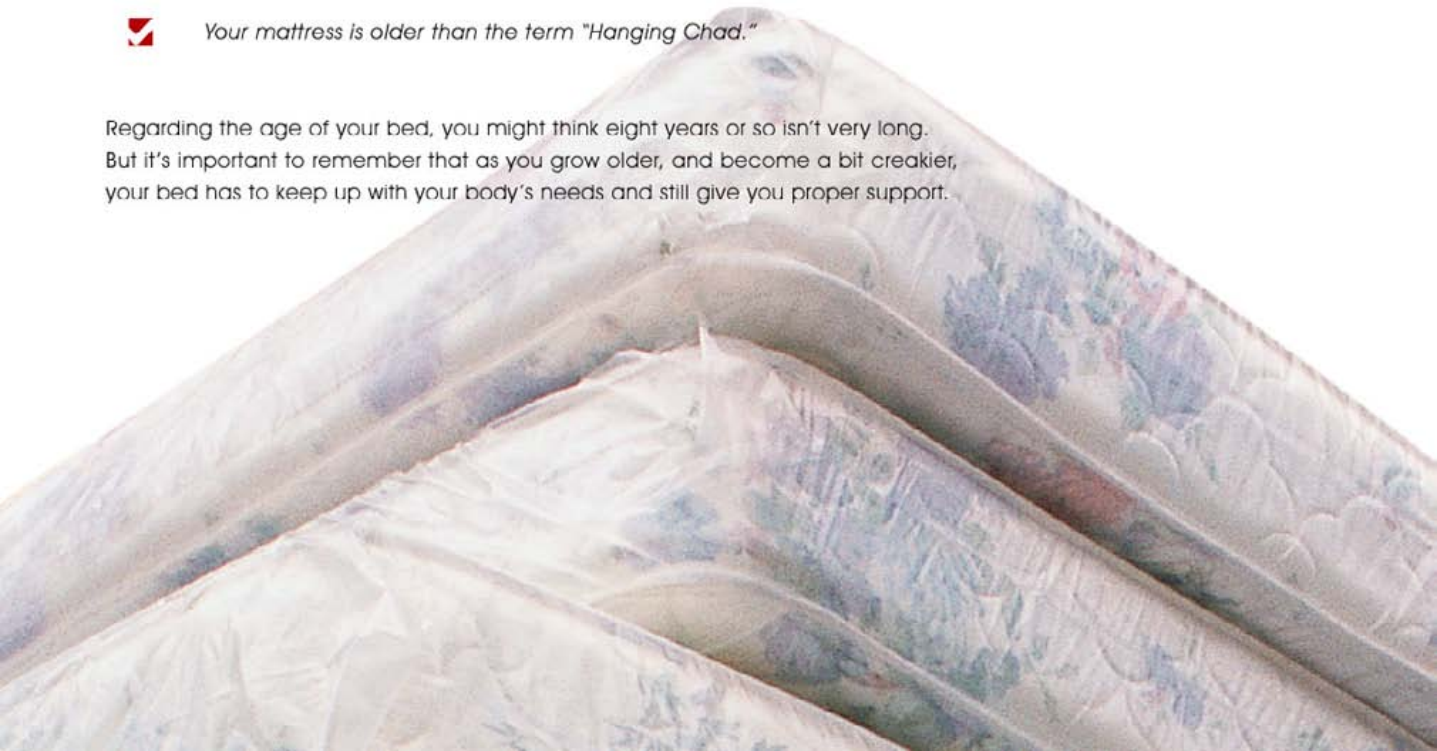 Your mattress is older than the term "Hanging Chad."
Regarding the age of your bed, you might think eight years or so isn't very long.
But it's important to remember that as you grow older, and become a bit creakier,
your bed has to keep up with your body's needs and still give you proper support.